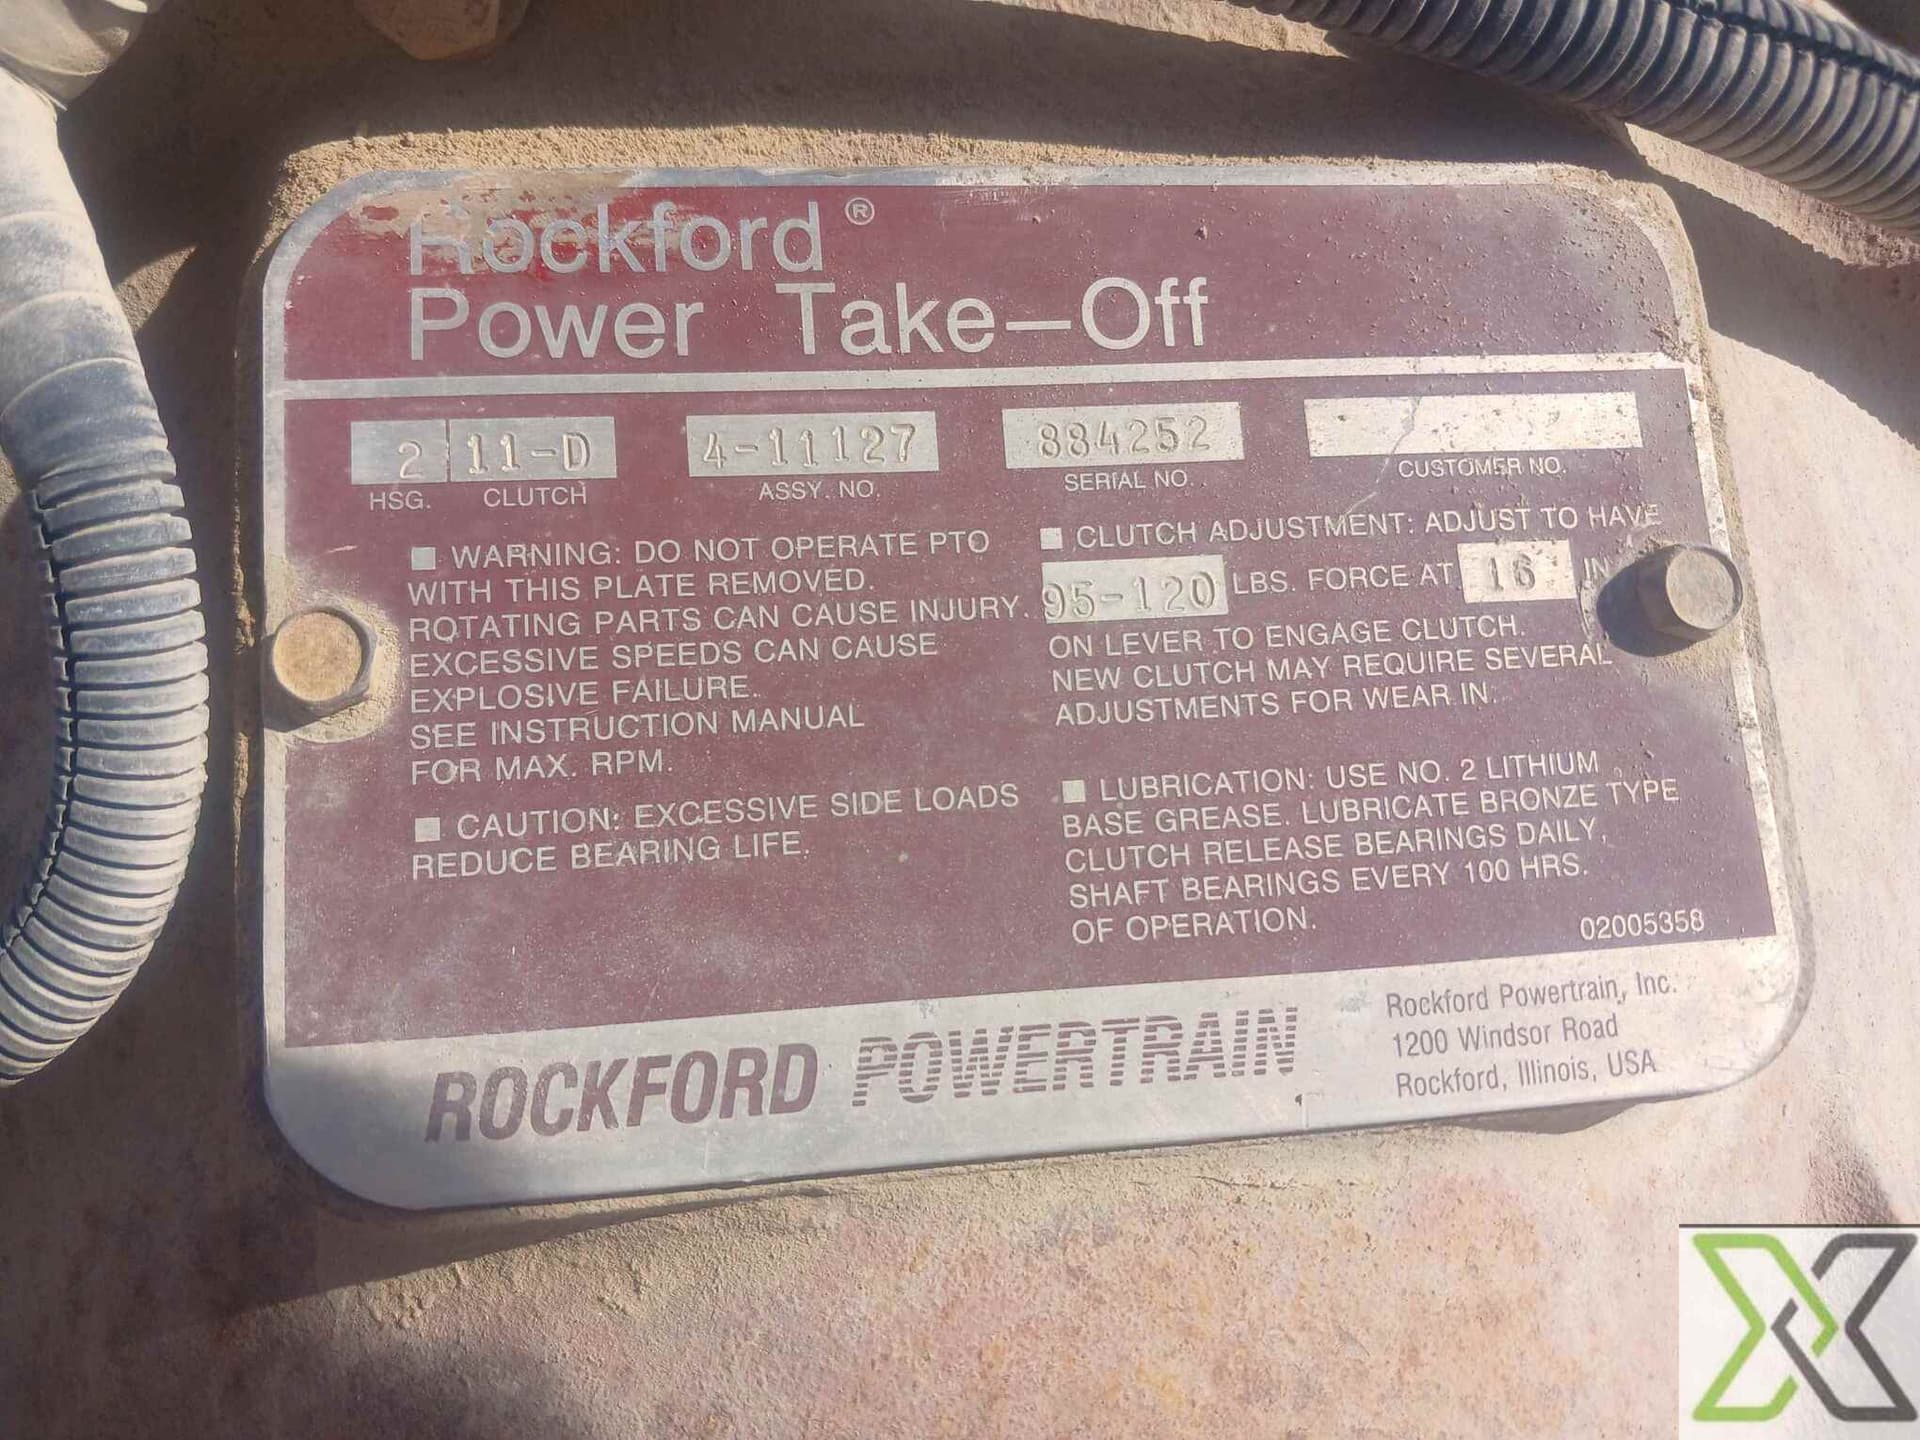 Rockford®
Power Take-Off
2 11-D 4-11127 884252
HSG. CLUTCH ASSY. NO. SERIAL NO. CUSTOMER NO.
■ WARNING: DO NOT OPERATE PTO
WITH THIS PLATE REMOVED.
ROTATING PARTS CAN CAUSE INJURY.
EXCESSIVE SPEEDS CAN CAUSE
EXPLOSIVE FAILURE.
SEE INSTRUCTION MANUAL
FOR MAX. RPM.
■ CAUTION: EXCESSIVE SIDE LOADS
REDUCE BEARING LIFE.
■ CLUTCH ADJUSTMENT: ADJUST TO HAVE
95-120 LBS. FORCE AT 16 IN
ON LEVER TO ENGAGE CLUTCH.
NEW CLUTCH MAY REQUIRE SEVERAL
ADJUSTMENTS FOR WEAR IN.
■ LUBRICATION: USE NO. 2 LITHIUM
BASE GREASE. LUBRICATE BRONZE TYPE
CLUTCH RELEASE BEARINGS DAILY,
SHAFT BEARINGS EVERY 100 HRS.
OF OPERATION.
02005358
ROCKFORD POWERTRAIN
Rockford Powertrain, Inc.
1200 Windsor Road
Rockford, Illinois, USA